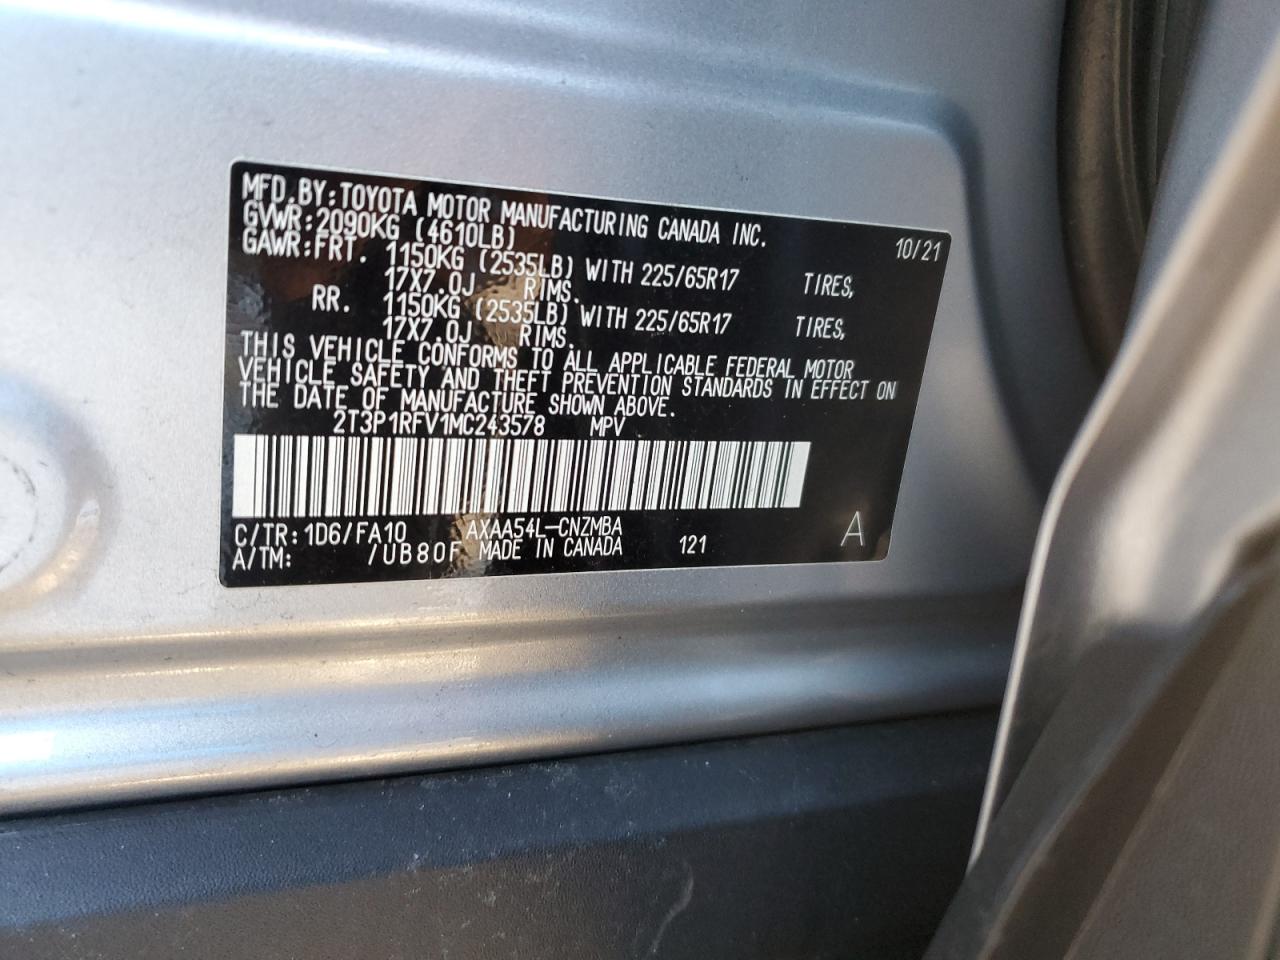 MFD.BY:TOYOTA MOTOR MANUFACTURING CANADA INC. 10/21
GVWR:2090KG (4610LB)
GAWR:FRT. 1150KG (2535LB) WITH 225/65R17 TIRES,
17X7.0J RIMS.
RR. 1150KG (2535LB) WITH 225/65R17 TIRES,
17X7.0J RIMS.
THIS VEHICLE CONFORMS TO ALL APPLICABLE FEDERAL MOTOR
VEHICLE SAFETY AND THEFT PREVENTION STANDARDS IN EFFECT ON
THE DATE OF MANUFACTURE SHOWN ABOVE.
2T3P1RFV1MC243578 MPV
C/TR:1D6/FA10 AXAA54L-CNZMBA
A/TM: /UB80F MADE IN CANADA 121 A